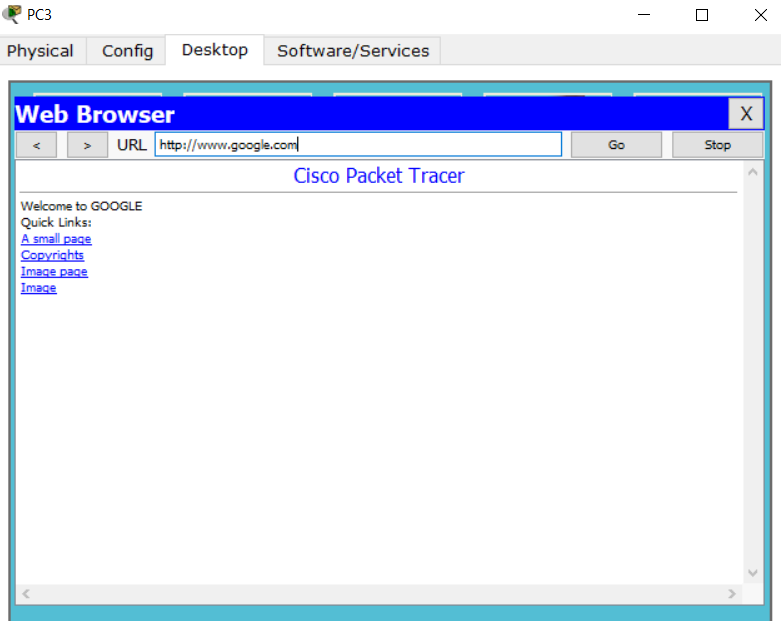 PC3
Physical Config Desktop Software/Services
Web Browser X
< > URL http://www.google.com Go Stop
Cisco Packet Tracer
Welcome to GOOGLE
Quick Links:
A small page
Copyrights
Image page
Image